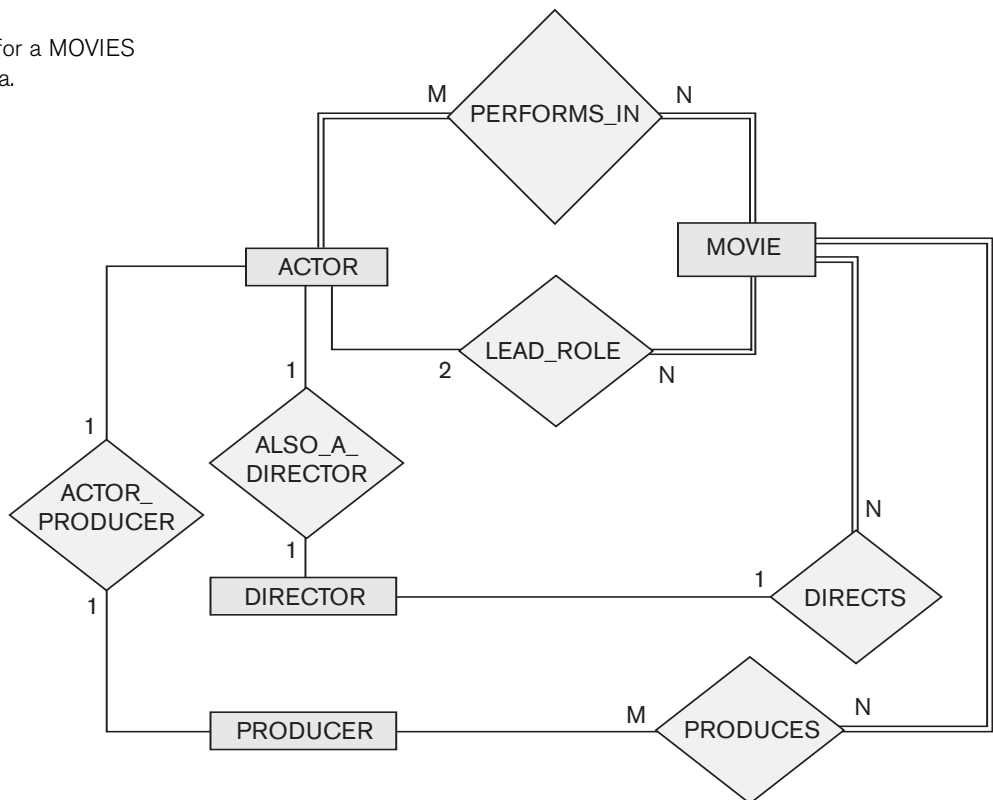 for a MOVIES
a.
M
PERFORMS_IN
N
ACTOR
MOVIE
LEAD_ROLE
2
N
1
ALSO_A_
DIRECTOR
1
1
ACTOR_
PRODUCER
1
DIRECTOR
1
DIRECTS
N
PRODUCER
M
PRODUCES
N